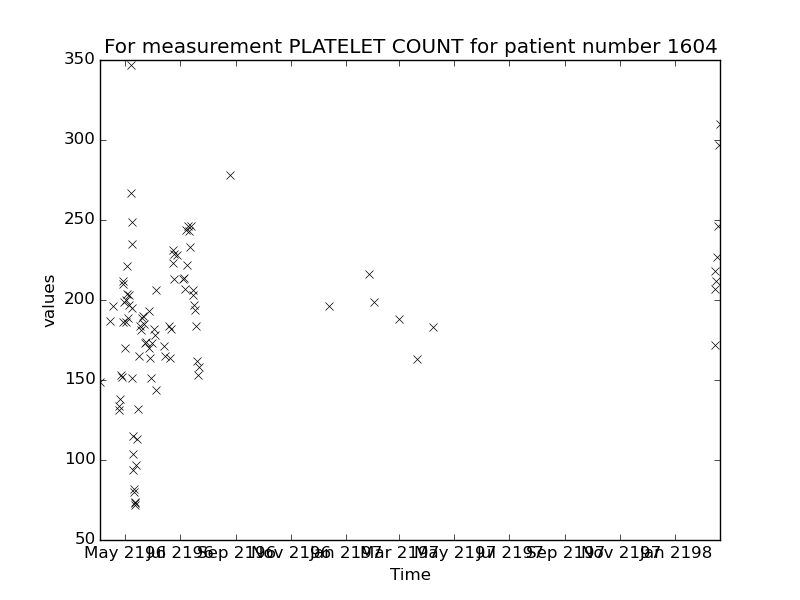 For measurement PLATELET COUNT for patient number 1604
350
300
250
200
150
100
50
values
May 2196 Jul 2196 Sep 2196 Nov 2196 Jan 2197 Mar 2197 May 2197 Jul 2197 Sep 2197 Nov 2197 Jan 2198
Time